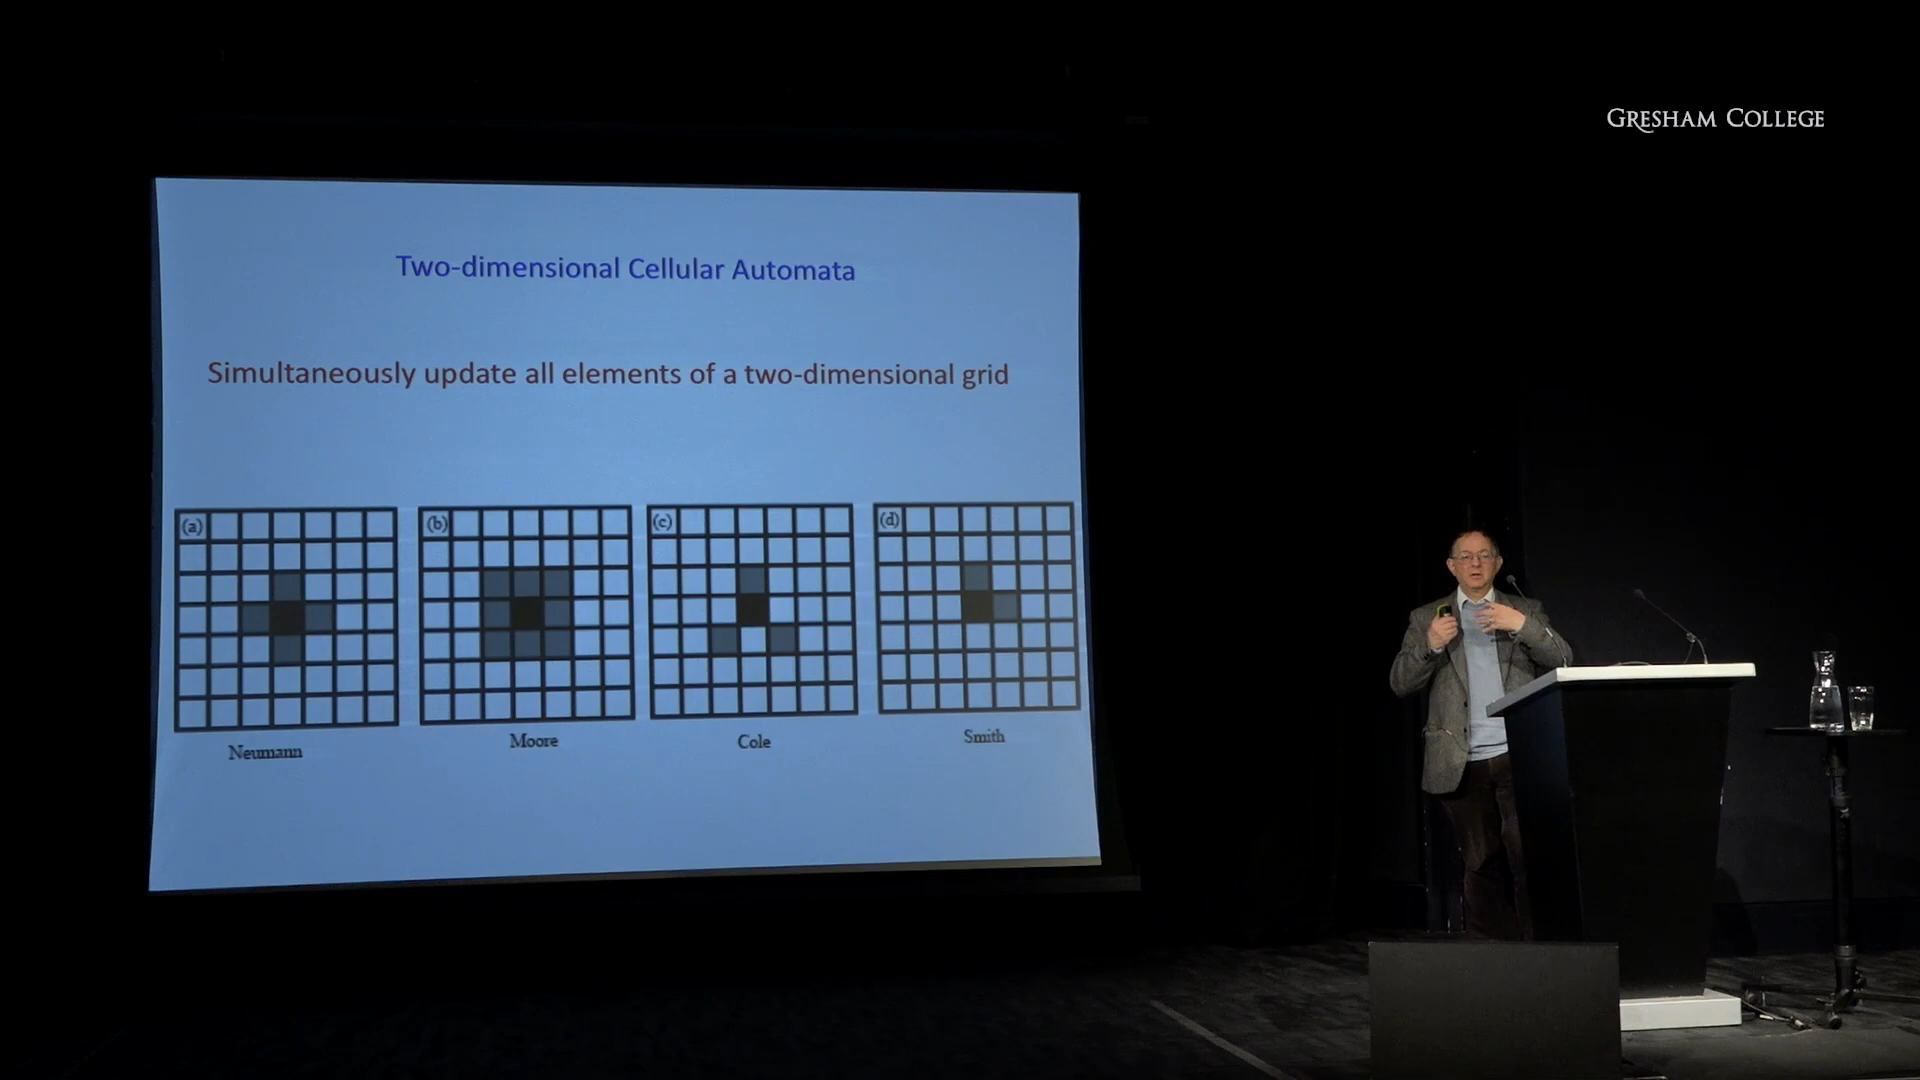 GRESHAM COLLEGE
Two-dimensional Cellular Automata
Simultaneously update all elements of a two-dimensional grid
(a) (b) (c) (d)
Neumann Moore Cole Smith